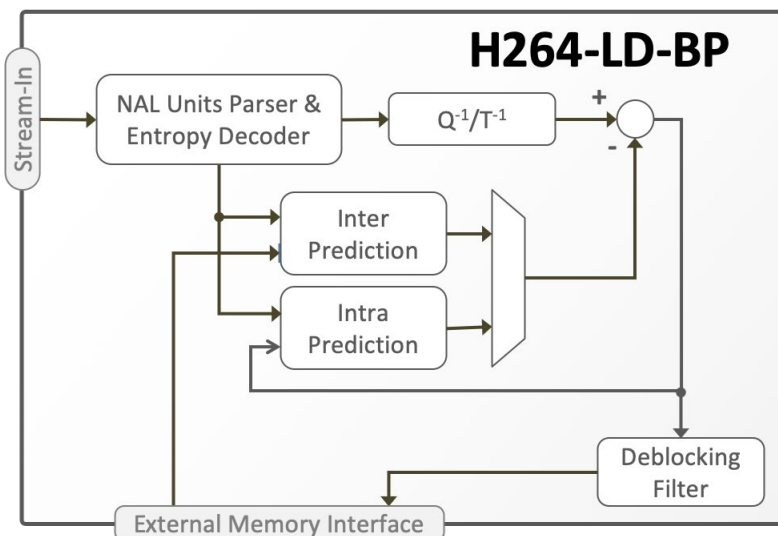 H264-LD-BP
Stream-In
NAL Units Parser &
Entropy Decoder
Q⁻¹/T⁻¹
+
-
Inter
Prediction
Intra
Prediction
Deblocking
Filter
External Memory Interface